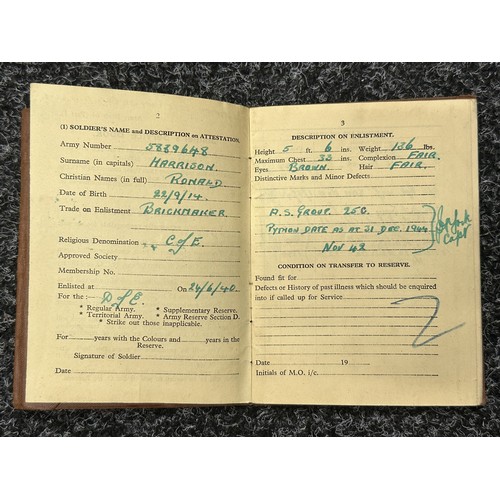 2
(1) SOLDIER'S NAME and DESCRIPTION on ATTESTATION.
Army Number 5889648
Surname (in capitals) HARRISON.
Christian Names (in full) RONALD.
Date of Birth 22/9/14.
Trade on Enlistment BRICKMAKER.
Religious Denomination C of E.
Approved Society
Membership No.
Enlisted at On 24/6/40.
For the: D of E.
* Regular Army. * Supplementary Reserve.
* Territorial Army. * Army Reserve Section D.
* Strike out those inapplicable.
For years with the Colours and years in the
Reserve.
Signature of Soldier
Date
3
DESCRIPTION ON ENLISTMENT.
Height 5 ft. 6 ins. Weight 136 lbs.
Maximum Chest 35 ins. Complexion FAIR.
Eyes BROWN. Hair FAIR.
Distinctive Marks and Minor Defects
A.S. GROUP. 25C.
PYTHON DATE AS AT 31 DEC. 1944
NOV 42
Capt
CONDITION ON TRANSFER TO RESERVE.
Found fit for
Defects or History of past illness which should be enquired
into if called up for Service
Date 19
Initials of M.O. i/c.